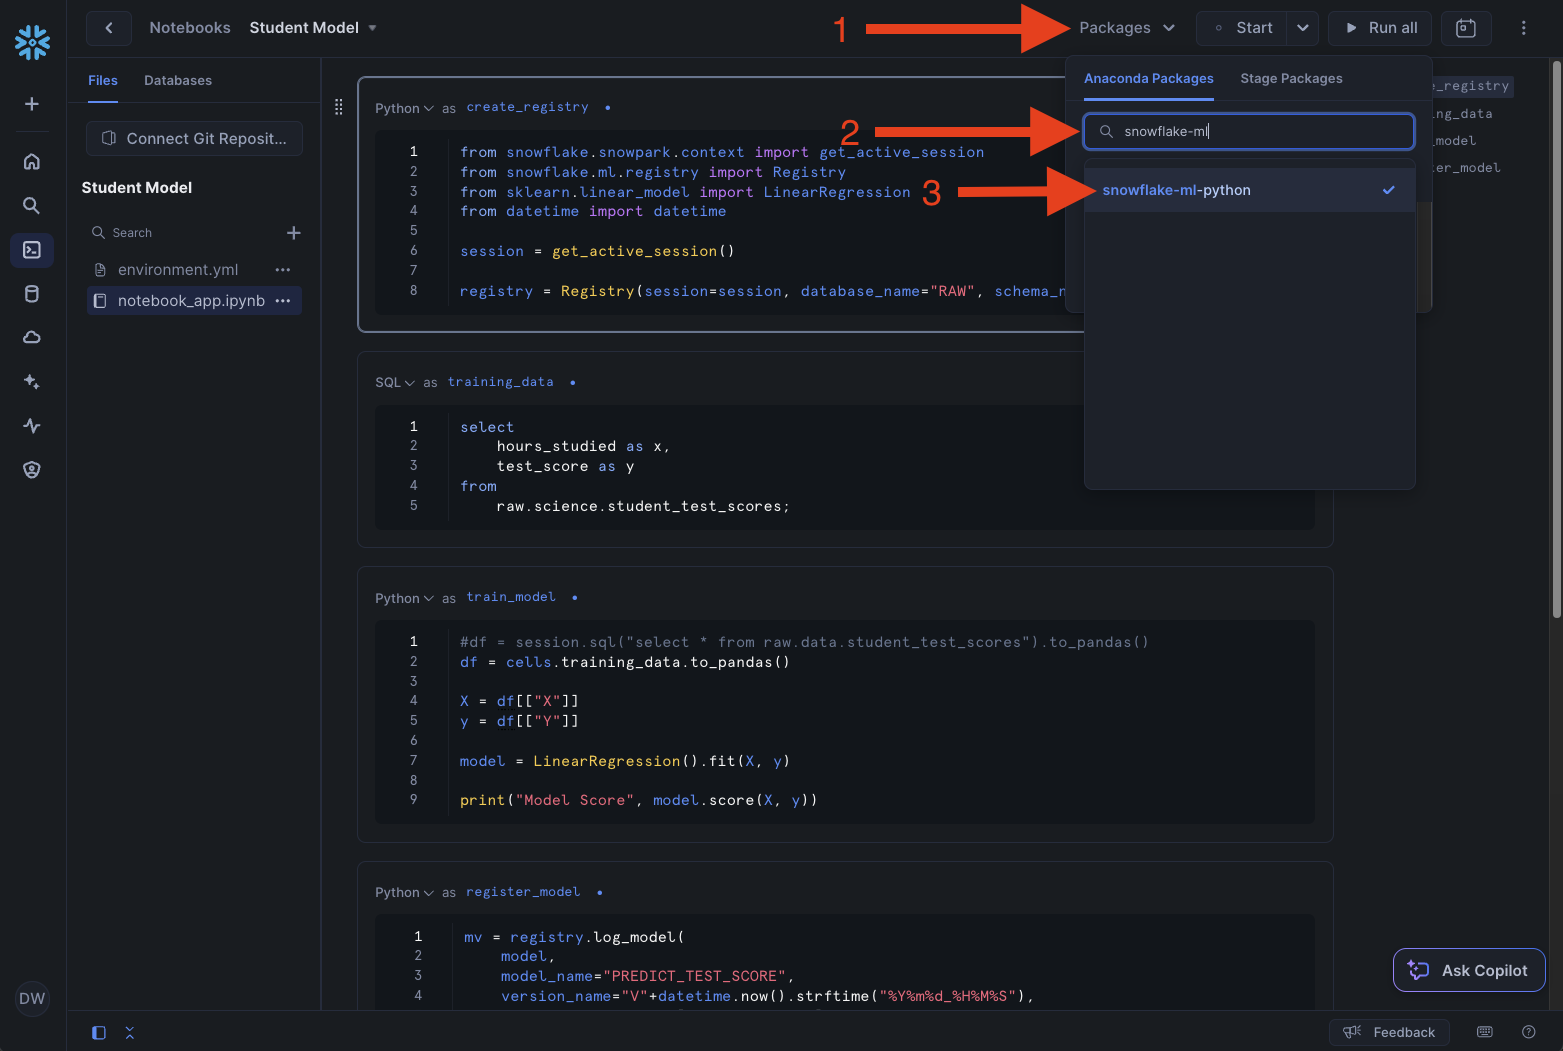 Notebooks Student Model
1
Packages
Start
Run all
Files
Databases
Connect Git Reposit...
Student Model
Search
environment.yml
notebook_app.ipynb
Anaconda Packages
Stage Packages
2
snowflake-ml
3
snowflake-ml-python
e_registry
ng_data
model
er_model
Python as create_registry
1 from snowflake.snowpark.context import get_active_session
2 from snowflake.ml.registry import Registry
3 from sklearn.linear_model import LinearRegression
4 from datetime import datetime
5
6 session = get_active_session()
7
8 registry = Registry(session=session, database_name="RAW", schema_n
SQL as training_data
1 select
2 hours_studied as x,
3 test_score as y
4 from
5 raw.science.student_test_scores;
Python as train_model
1 #df = session.sql("select * from raw.data.student_test_scores").to_pandas()
2 df = cells.training_data.to_pandas()
3
4 X = df[["X"]]
5 y = df[["Y"]]
6
7 model = LinearRegression().fit(X, y)
8
9 print("Model Score", model.score(X, y))
Python as register_model
1 mv = registry.log_model(
2 model,
3 model_name="PREDICT_TEST_SCORE",
4 version_name="V"+datetime.now().strftime("%Y%m%d_%H%M%S"),
Ask Copilot
DW
Feedback